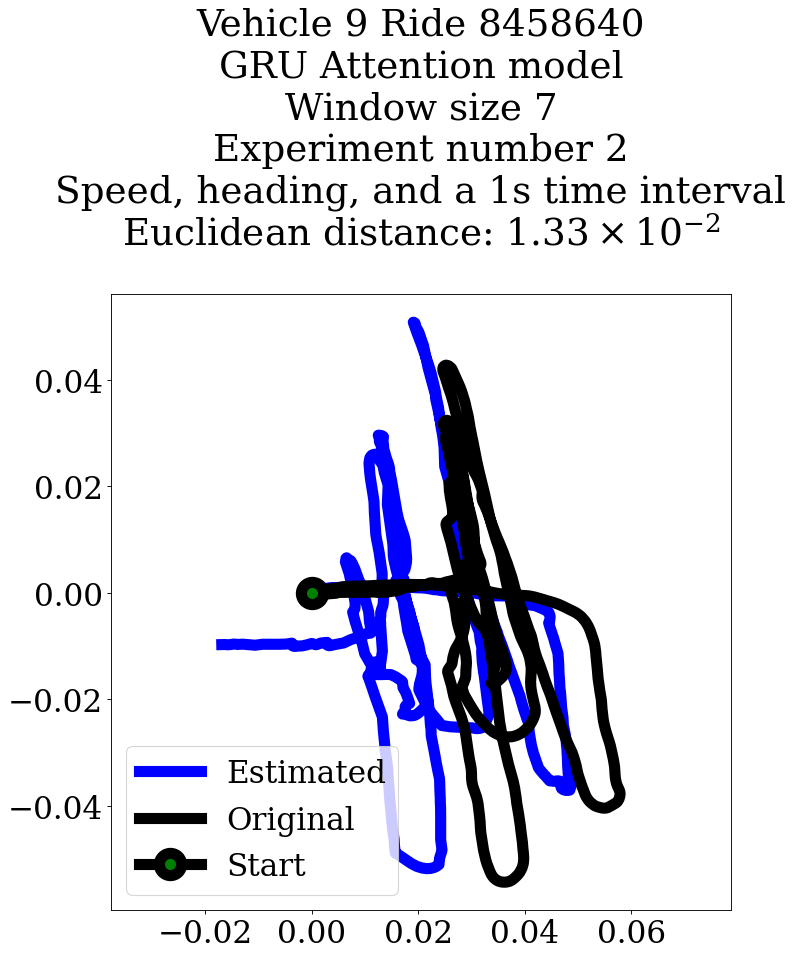 Vehicle 9 Ride 8458640
GRU Attention model
Window size 7
Experiment number 2
Speed, heading, and a 1s time interval
Euclidean distance: 1.33 × 10⁻²
0.04
0.02
0.00
−0.02
−0.04
Estimated
Original
Start
−0.02 0.00 0.02 0.04 0.06